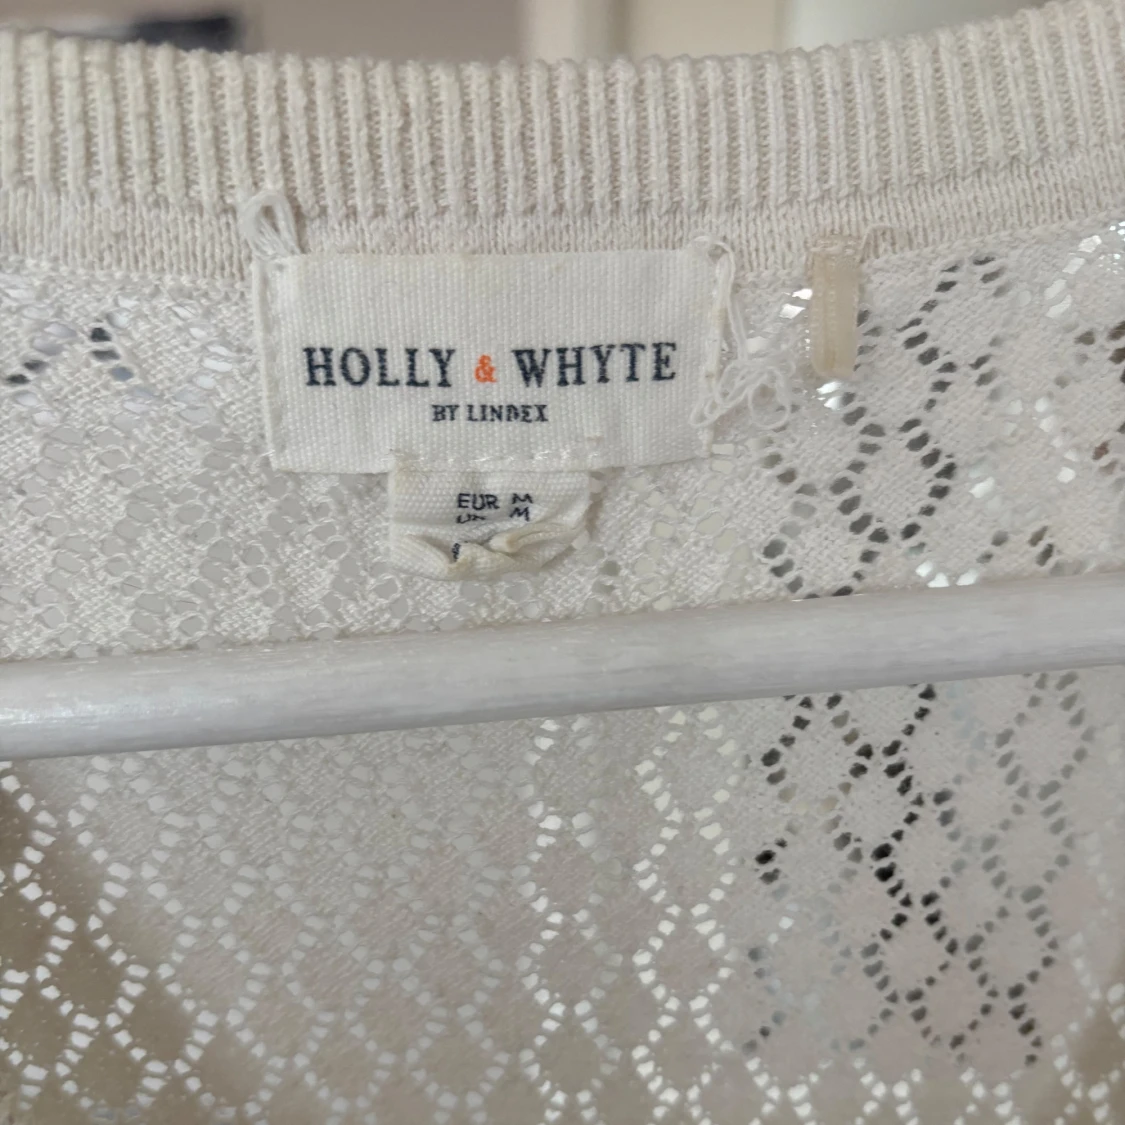 HOLLY & WHYTE
BY LINDEX
EUR M
M